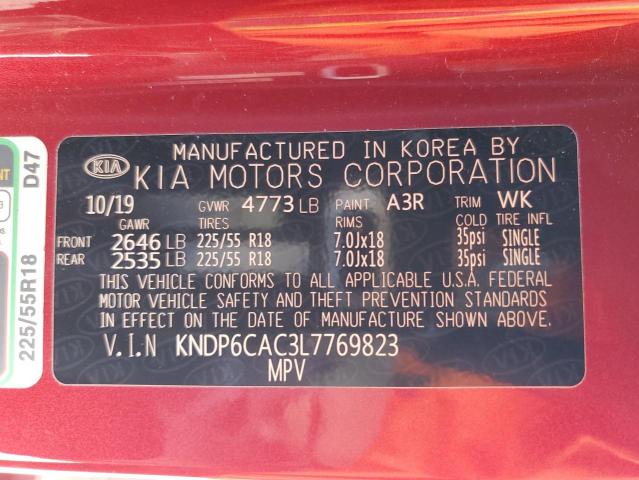 MANUFACTURED IN KOREA BY
KIA KIA MOTORS CORPORATION
10/19 GVWR 4773 LB PAINT A3R TRIM WK
GAWR TIRES RIMS COLD TIRE INFL
FRONT 2646 LB 225/55 R18 7.0Jx18 35psi SINGLE
REAR 2535 LB 225/55 R18 7.0Jx18 35psi SINGLE
THIS VEHICLE CONFORMS TO ALL APPLICABLE U.S.A. FEDERAL
MOTOR VEHICLE SAFETY AND THEFT PREVENTION STANDARDS
IN EFFECT ON THE DATE OF MANUFACTURE SHOWN ABOVE.
V.I.N KNDP6CAC3L7769823
MPV
D47
225/55R18